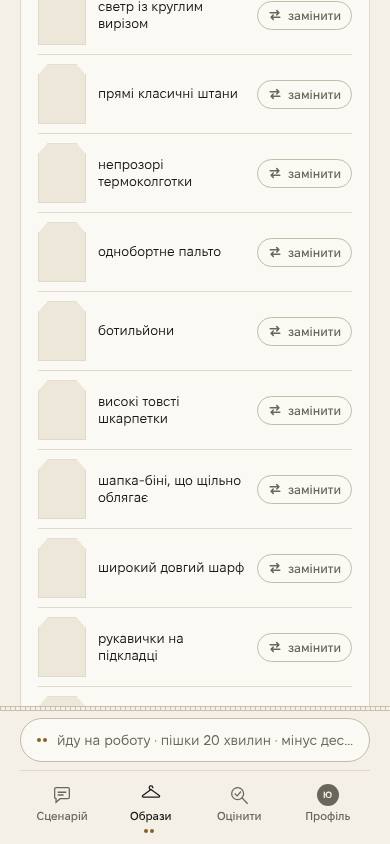 светр із круглим
вирізом
замінити
прямі класичні штани
замінити
непрозорі
термоколготки
замінити
однобортне пальто
замінити
ботильйони
замінити
високі товсті
шкарпетки
замінити
шапка-біні, що щільно
облягає
замінити
широкий довгий шарф
замінити
рукавички на
підкладці
замінити
йду на роботу · пішки 20 хвилин · мінус дес...
Сценарій
Образи
Оцінити
Ю
Профіль